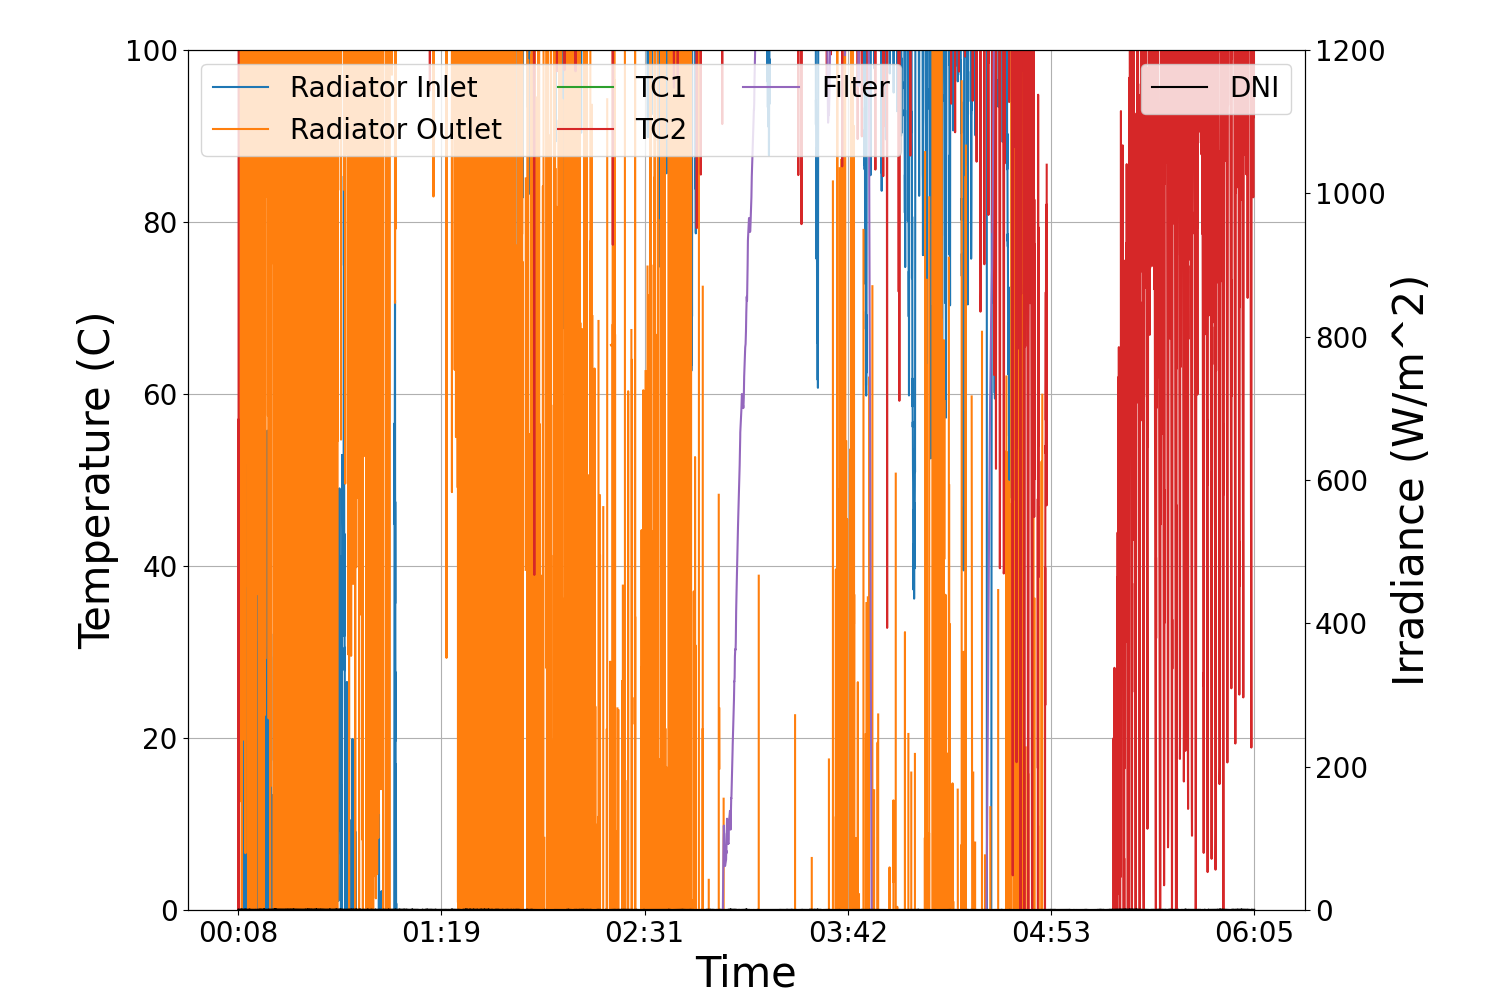 100
80
60
40
20
0
Temperature (C)
Radiator Inlet
Radiator Outlet
TC1
TC2
Filter
DNI
1200
1000
800
600
400
200
0
Irradiance (W/m^2)
00:08 01:19 02:31 03:42 04:53 06:05
Time